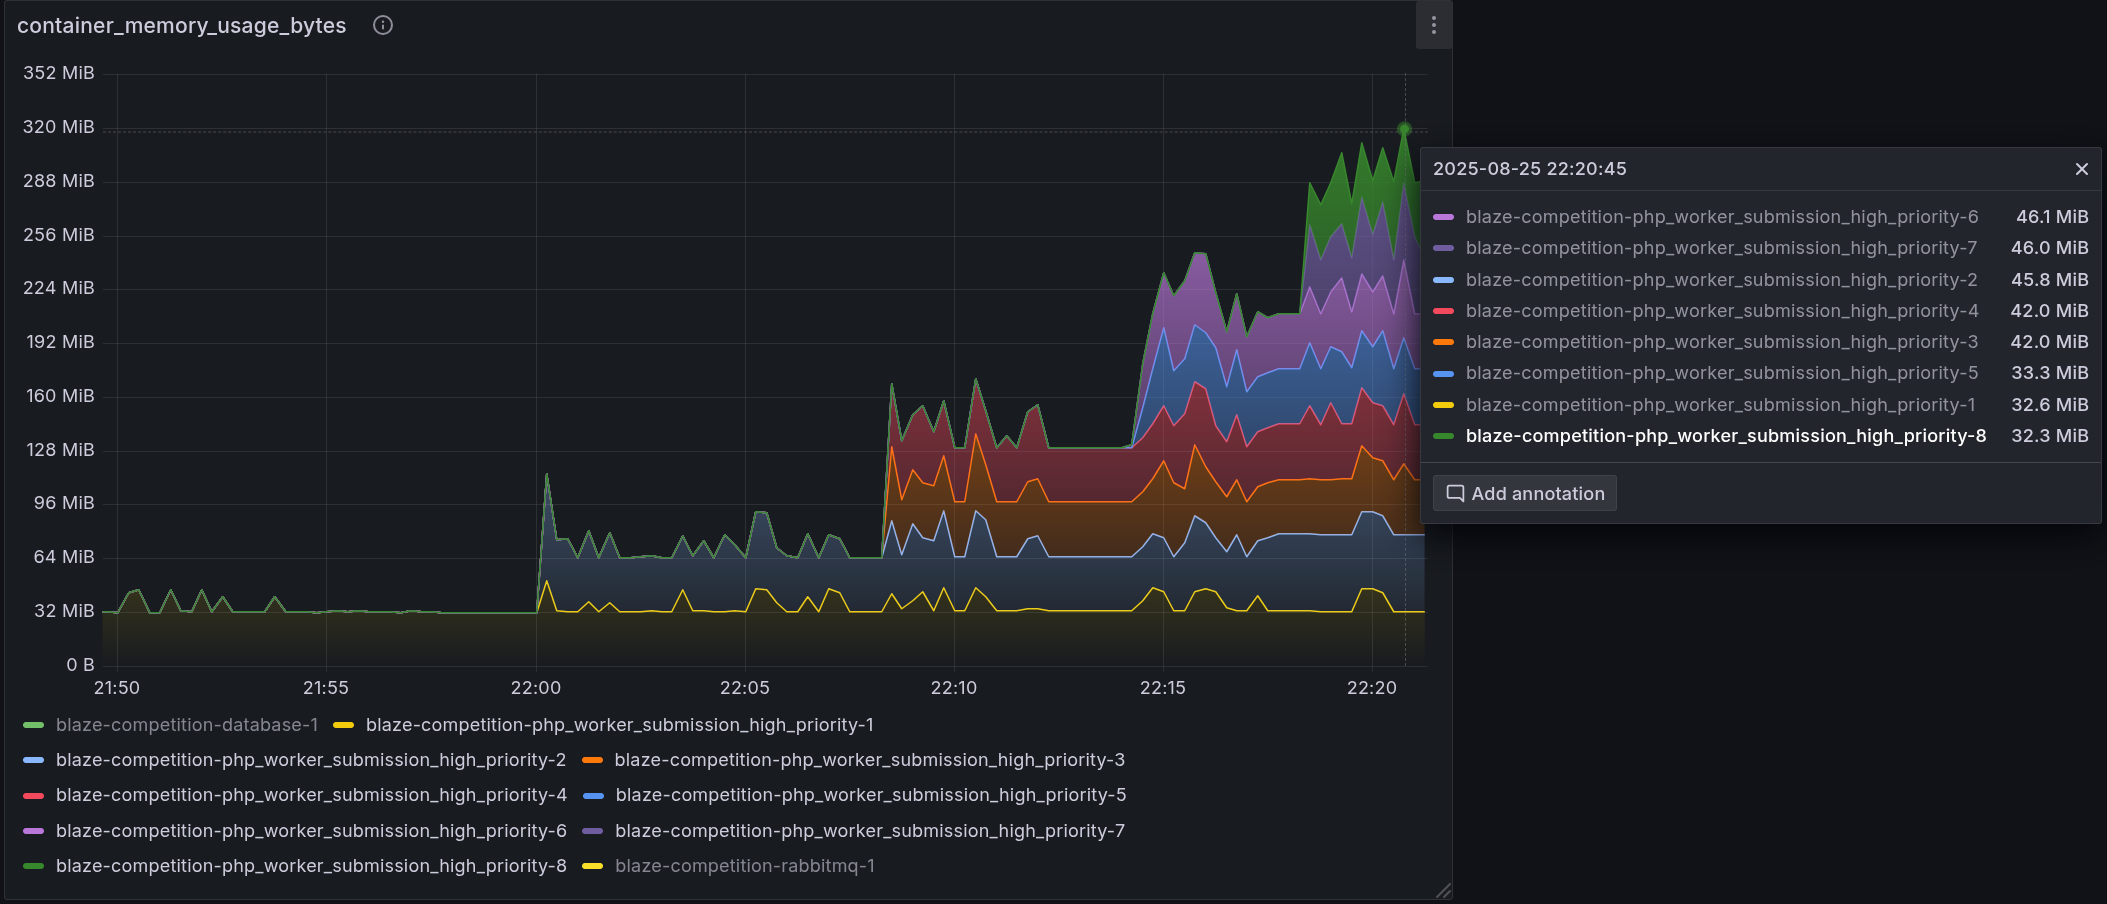 container_memory_usage_bytes
352 MiB
320 MiB
288 MiB
256 MiB
224 MiB
192 MiB
160 MiB
128 MiB
96 MiB
64 MiB
32 MiB
0 B
21:50 21:55 22:00 22:05 22:10 22:15 22:20
blaze-competition-database-1 blaze-competition-php_worker_submission_high_priority-1
blaze-competition-php_worker_submission_high_priority-2 blaze-competition-php_worker_submission_high_priority-3
blaze-competition-php_worker_submission_high_priority-4 blaze-competition-php_worker_submission_high_priority-5
blaze-competition-php_worker_submission_high_priority-6 blaze-competition-php_worker_submission_high_priority-7
blaze-competition-php_worker_submission_high_priority-8 blaze-competition-rabbitmq-1
2025-08-25 22:20:45
blaze-competition-php_worker_submission_high_priority-6 46.1 MiB
blaze-competition-php_worker_submission_high_priority-7 46.0 MiB
blaze-competition-php_worker_submission_high_priority-2 45.8 MiB
blaze-competition-php_worker_submission_high_priority-4 42.0 MiB
blaze-competition-php_worker_submission_high_priority-3 42.0 MiB
blaze-competition-php_worker_submission_high_priority-5 33.3 MiB
blaze-competition-php_worker_submission_high_priority-1 32.6 MiB
blaze-competition-php_worker_submission_high_priority-8 32.3 MiB
Add annotation